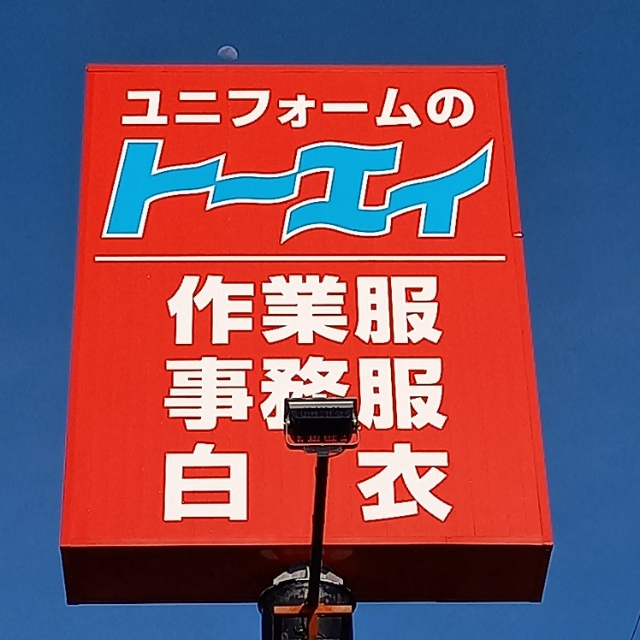 ユニフォームの
トーエイ
作業服
事務服
白衣